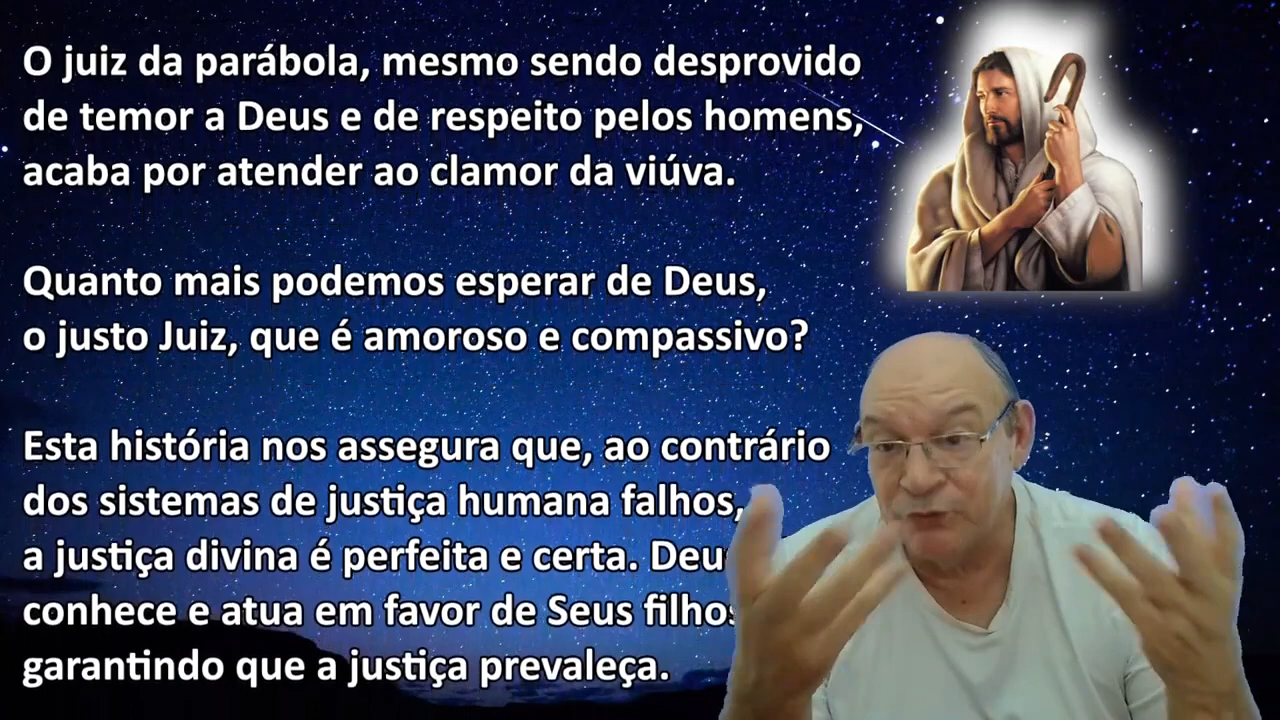 O juiz da parábola, mesmo sendo desprovido
de temor a Deus e de respeito pelos homens,
acaba por atender ao clamor da viúva.
Quanto mais podemos esperar de Deus,
o justo Juiz, que é amoroso e compassivo?
Esta história nos assegura que, ao contrário
dos sistemas de justiça humana falhos,
a justiça divina é perfeita e certa. Deu
conhece e atua em favor de Seus filhos
garantindo que a justiça prevaleça.